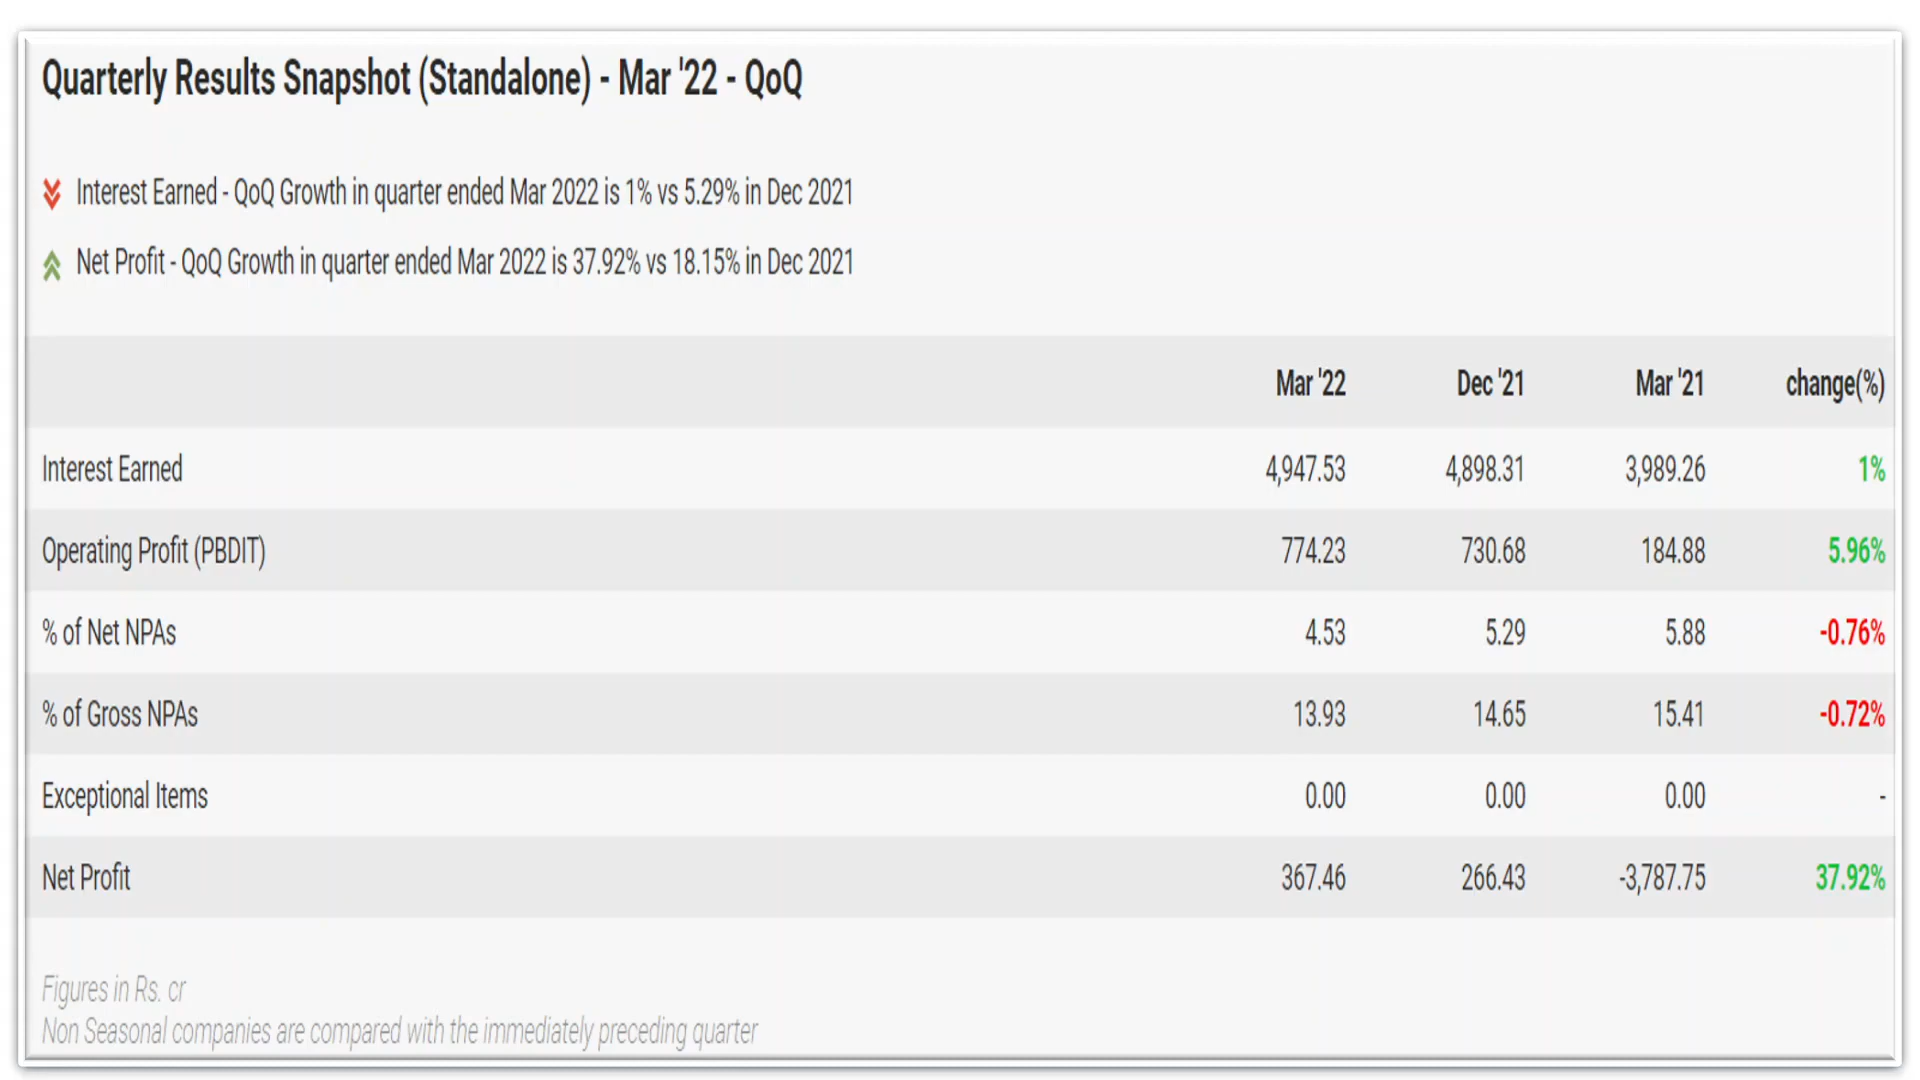 Quarterly Results Snapshot (Standalone) - Mar '22 - QoQ
Interest Earned - QoQ Growth in quarter ended Mar 2022 is 1% vs 5.29% in Dec 2021
Net Profit - QoQ Growth in quarter ended Mar 2022 is 37.92% vs 18.15% in Dec 2021
Mar '22 Dec '21 Mar '21 change(%)
Interest Earned 4,947.53 4,898.31 3,989.26 1%
Operating Profit (PBDIT) 774.23 730.68 184.88 5.96%
% of Net NPAs 4.53 5.29 5.88 -0.76%
% of Gross NPAs 13.93 14.65 15.41 -0.72%
Exceptional Items 0.00 0.00 0.00 -
Net Profit 367.46 266.43 -3,787.75 37.92%
Figures in Rs. cr
Non Seasonal companies are compared with the immediately preceding quarter